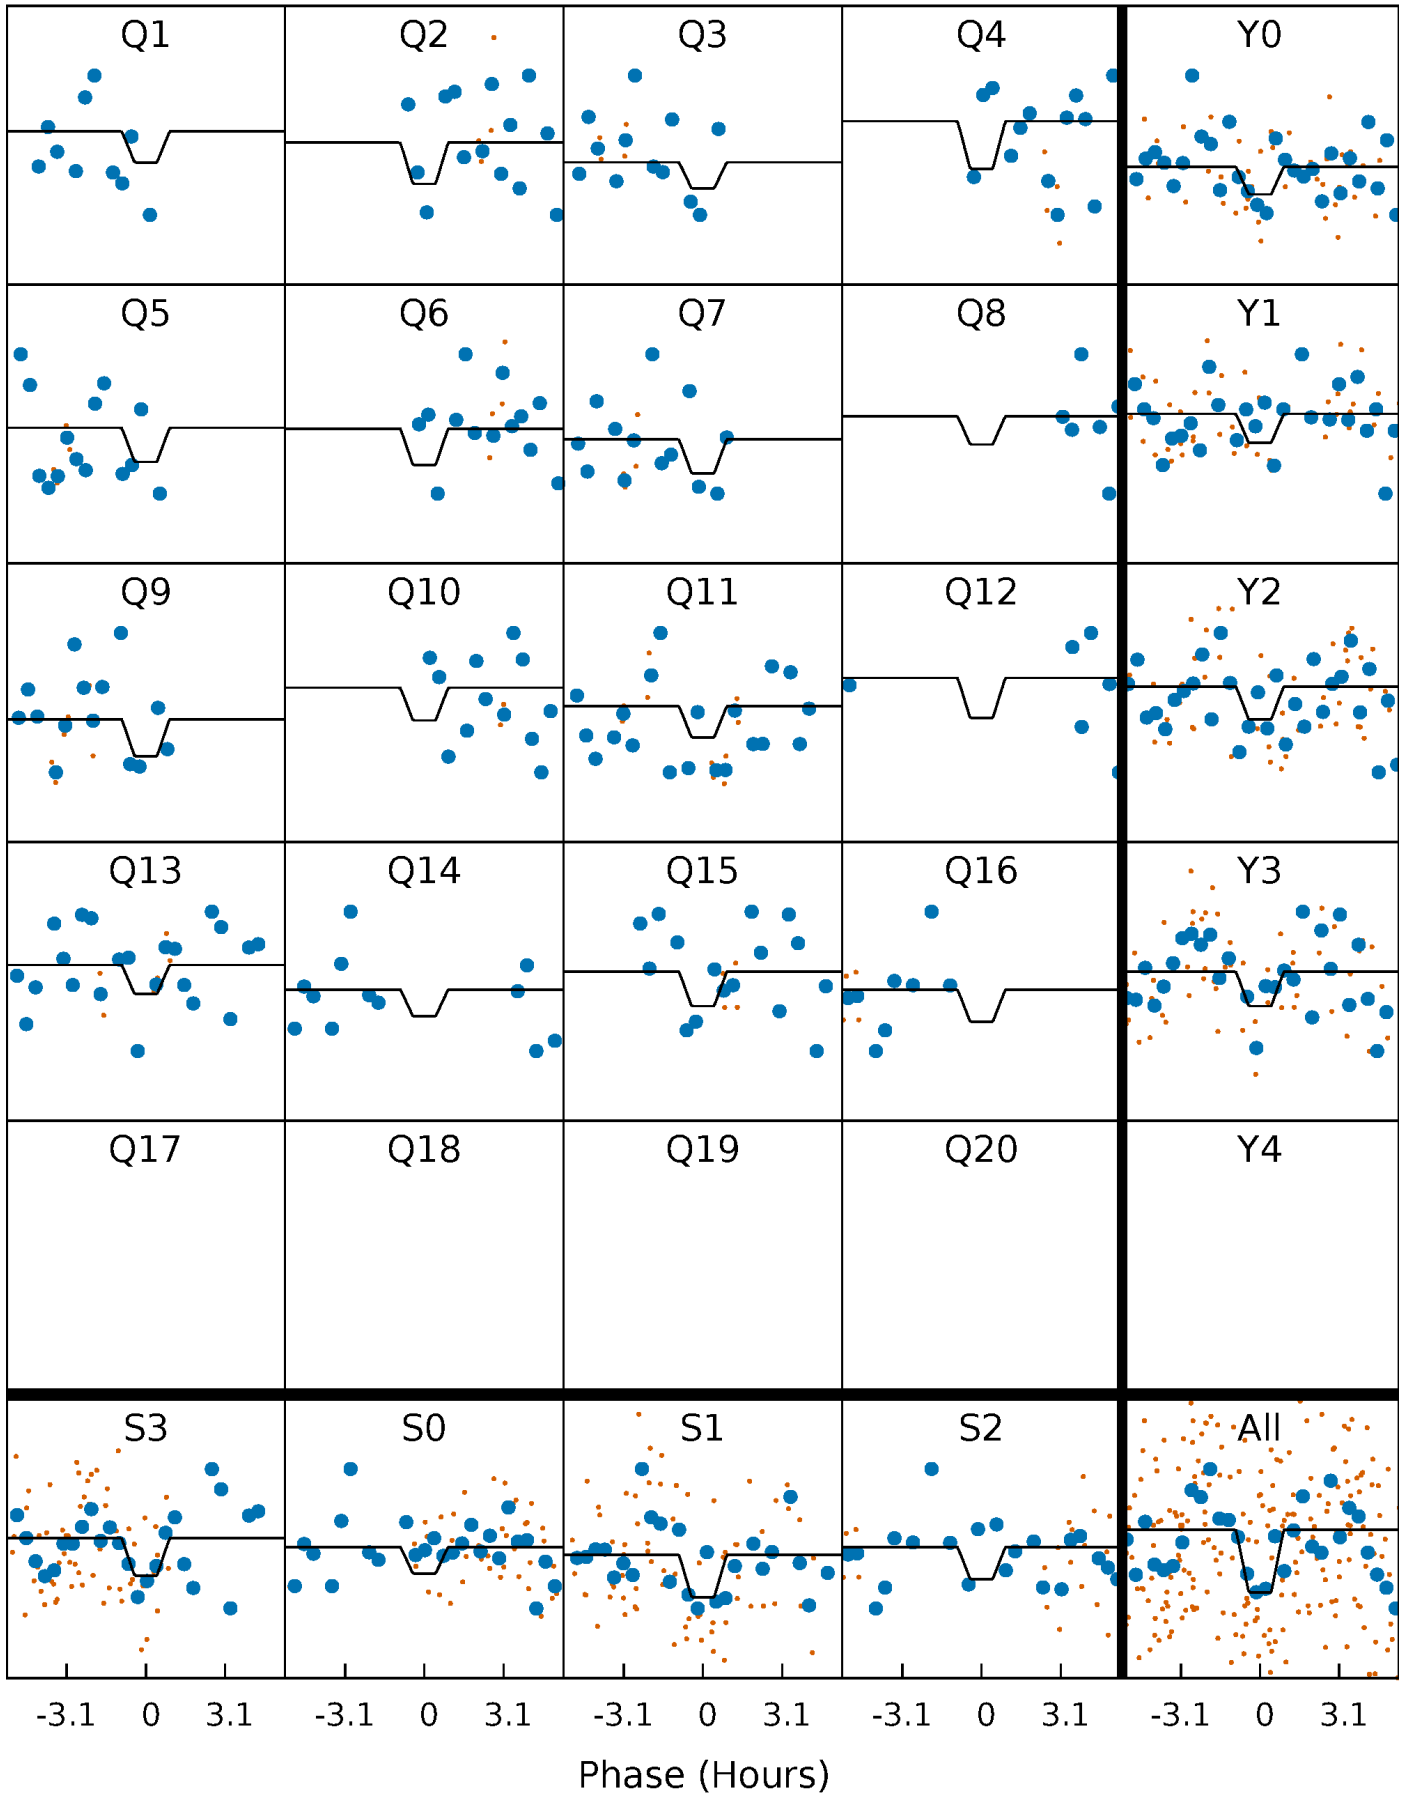 Q1 Q2 Q3 Q4 Y0
Q5 Q6 Q7 Q8 Y1
Q9 Q10 Q11 Q12 Y2
Q13 Q14 Q15 Q16 Y3
Q17 Q18 Q19 Q20 Y4
S3 S0 S1 S2 All
-3.1 0 3.1 -3.1 0 3.1 -3.1 0 3.1 -3.1 0 3.1 -3.1 0 3.1
Phase (Hours)